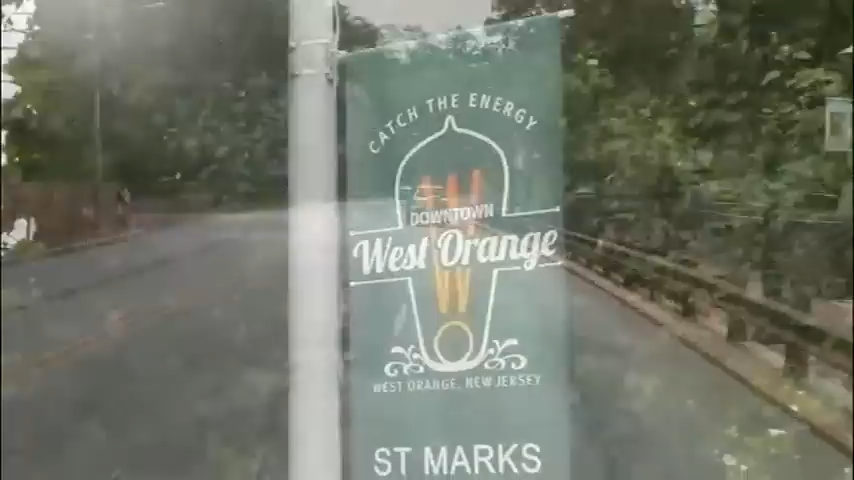 CATCH THE ENERGY
DOWNTOWN
West Orange
WEST ORANGE, NEW JERSEY
ST MARKS